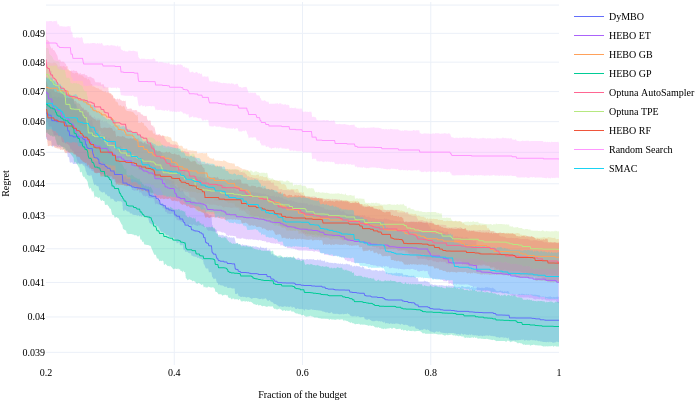 0.049
0.048
0.047
0.046
0.045
0.044
0.043
0.042
0.041
0.04
0.039
Regret
0.2
0.4
0.6
0.8
1
Fraction of the budget
DyMBO
HEBO ET
HEBO GB
HEBO GP
Optuna AutoSampler
Optuna TPE
HEBO RF
Random Search
SMAC